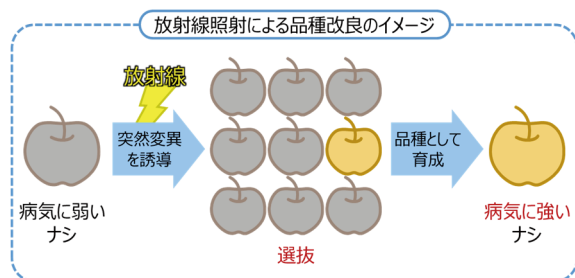 放射線照射による品種改良のイメージ
放射線
突然変異
を誘導
品種として
育成
病気に弱い
ナシ
選抜
病気に強い
ナシ